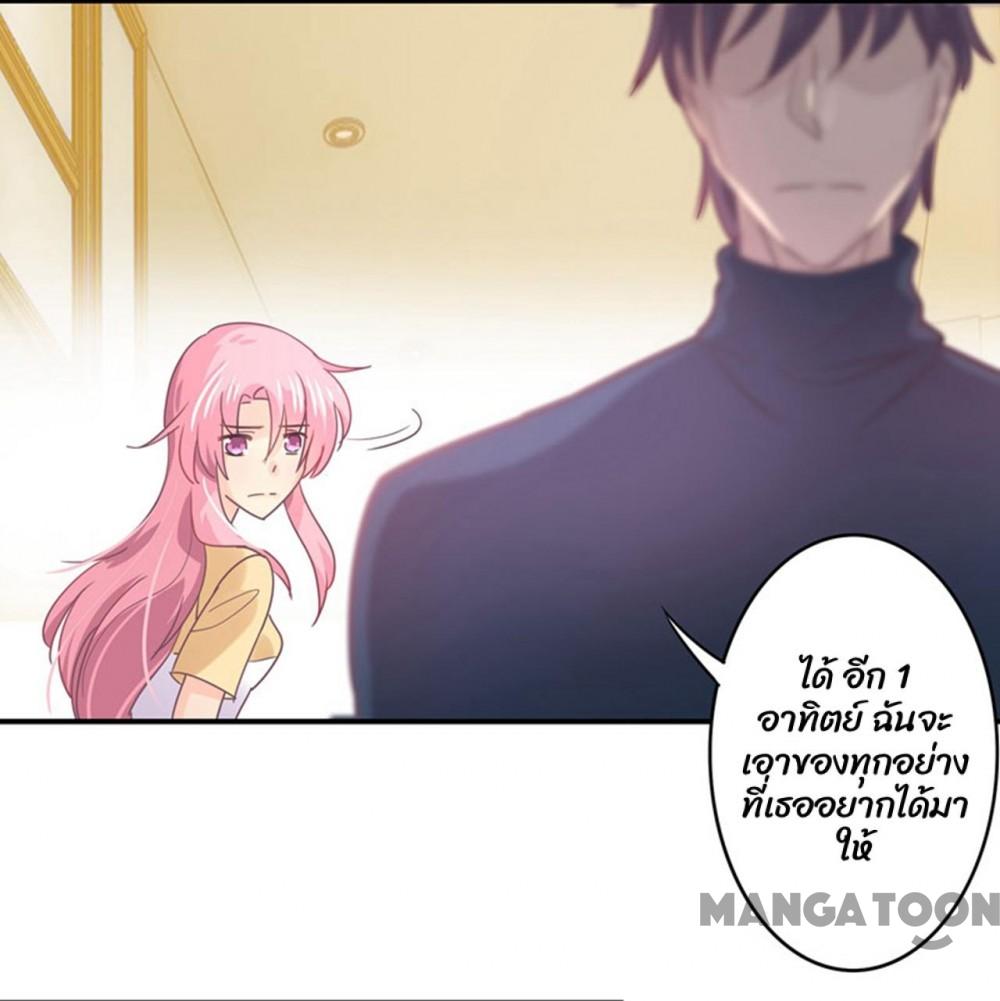 ได้ อีก 1
อาทิตย์ ฉันจะ
เอาของทุกอย่าง
ที่เธออยากได้มา
ให้
MANGATOON